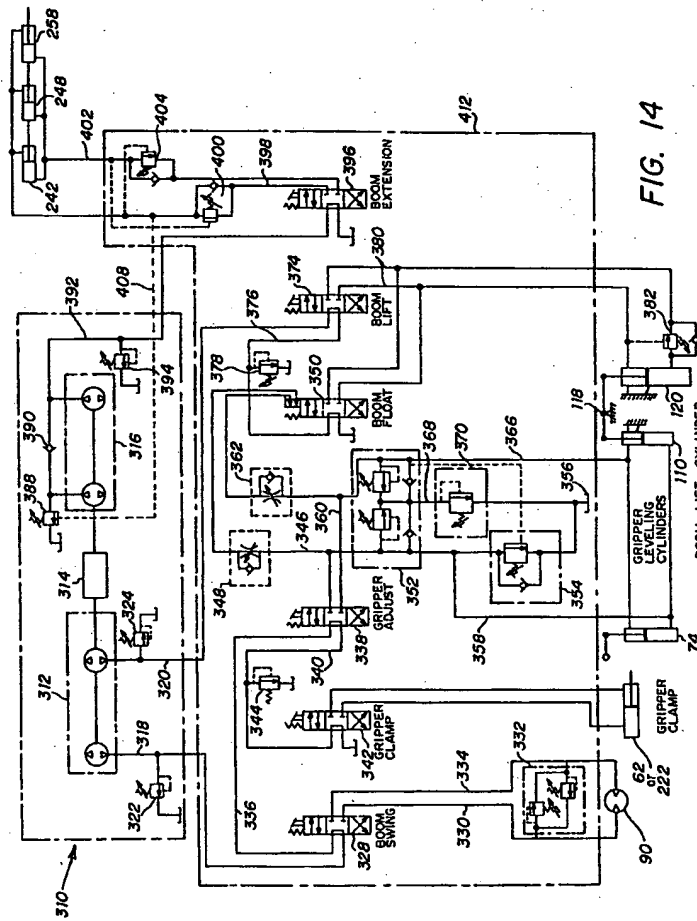 258
248
402
242
404
412
400
398
396
BOOM
EXTENSION
408
392
394
390
388
316
314
374
376
380
BOOM
LIFT
378
350
BOOM
FLOAT
382
120
118
110
362
360
368
370
366
356
346
348
352
354
358
324
312
320
318
322
310
338
340
GRIPPER
ADJUST
344
342
GRIPPER
CLAMP
336
334
332
330
328
BOOM
SWING
90
62
or
222
GRIPPER
CLAMP
74
GRIPPER
LEVELING
CYLINDERS
FIG. 14